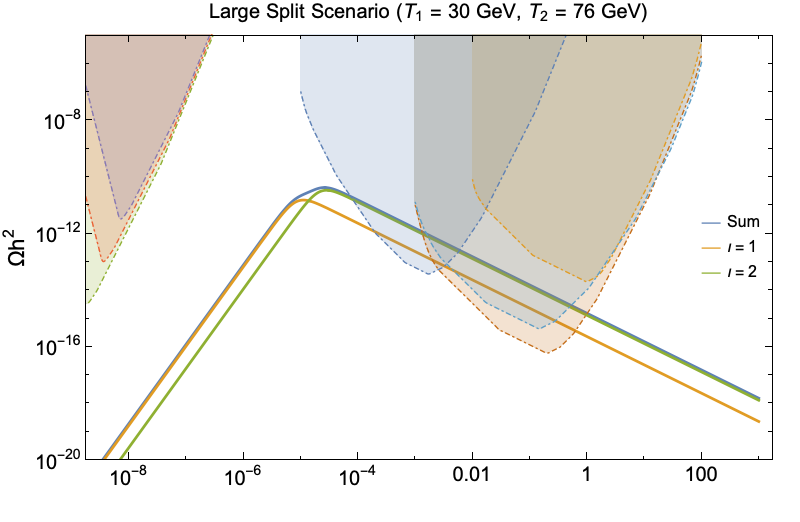 Large Split Scenario (T₁ = 30 GeV, T₂ = 76 GeV)
Ωh²
10⁻⁸
10⁻¹²
10⁻¹⁶
10⁻²⁰
Sum
ı = 1
ı = 2
10⁻⁸ 10⁻⁶ 10⁻⁴ 0.01 1 100